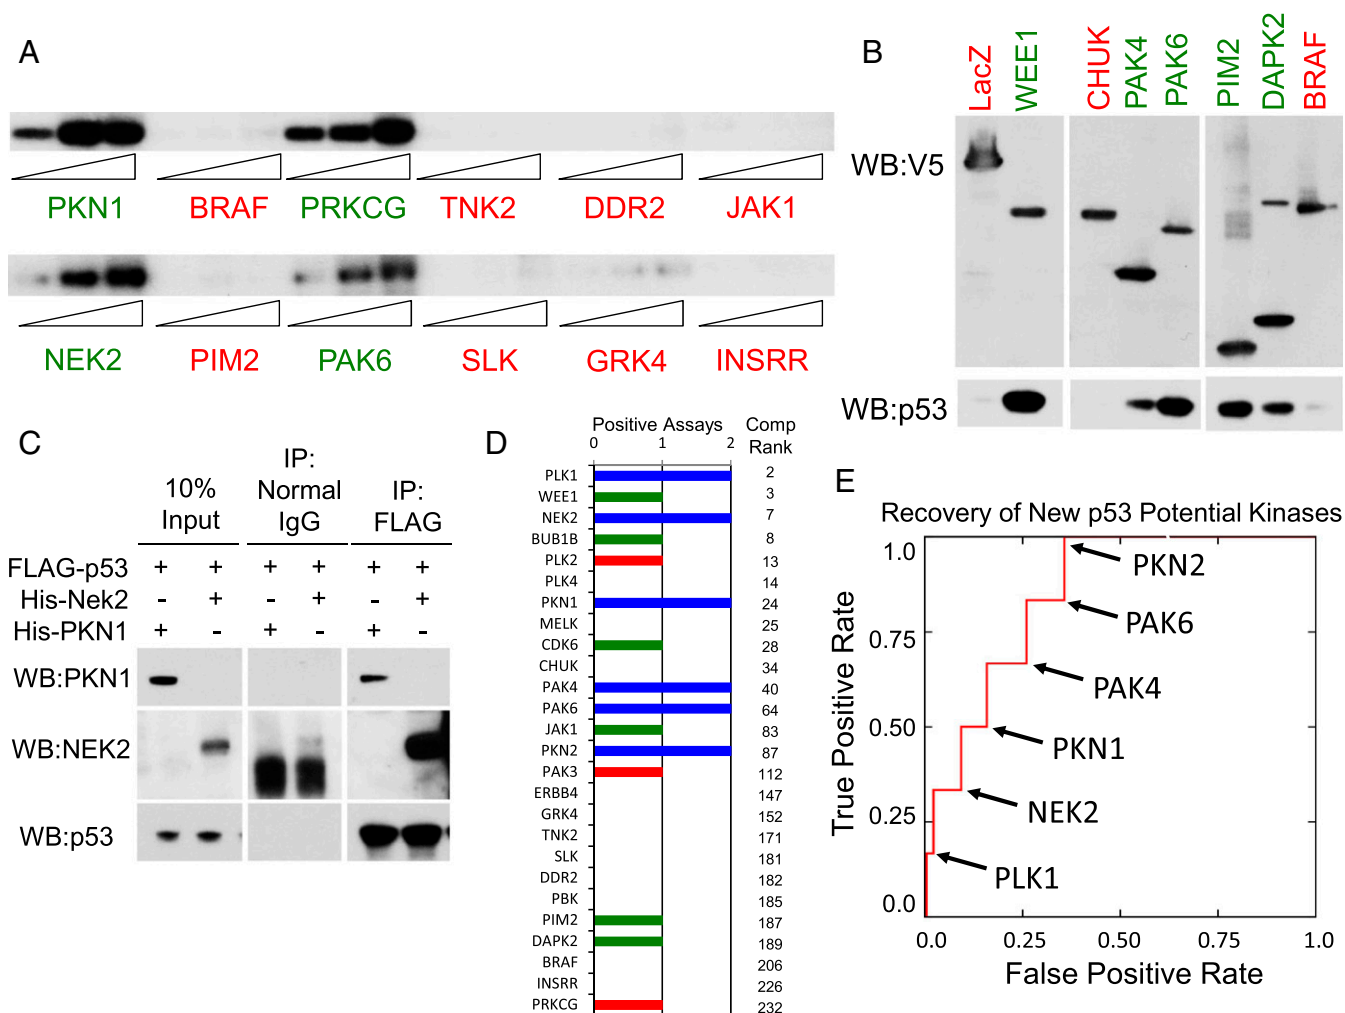 A
PKN1 BRAF PRKCG TNK2 DDR2 JAK1
NEK2 PIM2 PAK6 SLK GRK4 INSRR
B
LacZ WEE1 CHUK PAK4 PAK6 PIM2 DAPK2 BRAF
WB:V5
WB:p53
C
10% Input
IP: Normal IgG
IP: FLAG
FLAG-p53 + + + + + +
His-Nek2 - + - + - +
His-PKN1 + - + - + -
WB:PKN1
WB:NEK2
WB:p53
D
Positive Assays
Comp Rank
0 1 2
PLK1 2
WEE1 3
NEK2 7
BUB1B 8
PLK2 13
PLK4 14
PKN1 24
MELK 25
CDK6 28
CHUK 34
PAK4 40
PAK6 64
JAK1 83
PKN2 87
PAK3 112
ERBB4 147
GRK4 152
TNK2 171
SLK 181
DDR2 182
PBK 185
PIM2 187
DAPK2 189
BRAF 206
INSRR 226
PRKCG 232
E
Recovery of New p53 Potential Kinases
True Positive Rate
1.0
0.75
0.50
0.25
0.0
PKN2
PAK6
PAK4
PKN1
NEK2
PLK1
0.0 0.25 0.50 0.75 1.0
False Positive Rate